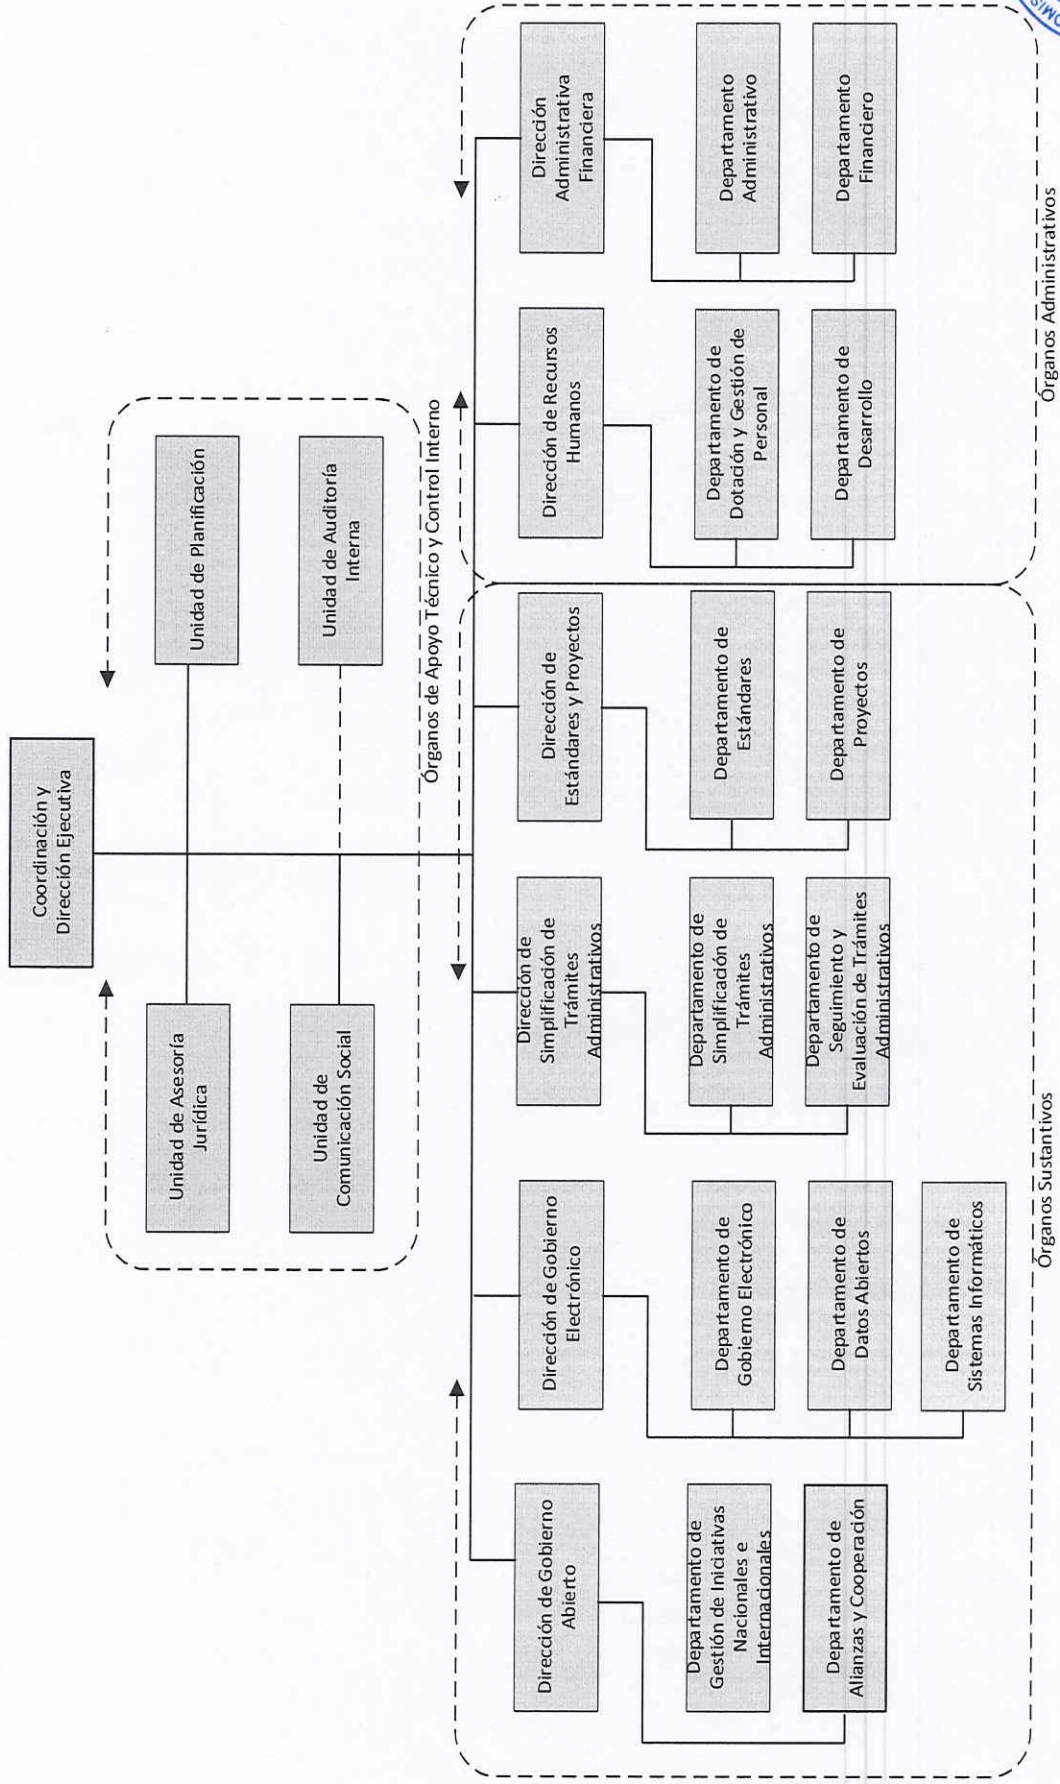 Coordinación y
Dirección Ejecutiva
Unidad de Asesoría
Jurídica
Unidad de Planificación
Unidad de
Comunicación Social
Unidad de Auditoría
Interna
Órganos de Apoyo Técnico y Control Interno
Dirección de Gobierno
Abierto
Departamento de
Gestión de Iniciativas
Nacionales e
Internacionales
Departamento de
Alianzas y Cooperación
Dirección de Gobierno
Electrónico
Departamento de
Gobierno Electrónico
Departamento de
Datos Abiertos
Departamento de
Sistemas Informáticos
Dirección de
Simplificación de
Trámites
Administrativos
Departamento de
Simplificación de
Trámites
Administrativos
Departamento de
Seguimiento y
Evaluación de Trámites
Administrativos
Dirección de
Estándares y Proyectos
Departamento de
Estándares
Departamento de
Proyectos
Órganos Sustantivos
Dirección de Recursos
Humanos
Departamento de
Dotación y Gestión de
Personal
Departamento de
Desarrollo
Dirección
Administrativa
Financiera
Departamento
Administrativo
Departamento
Financiero
Órganos Administrativos